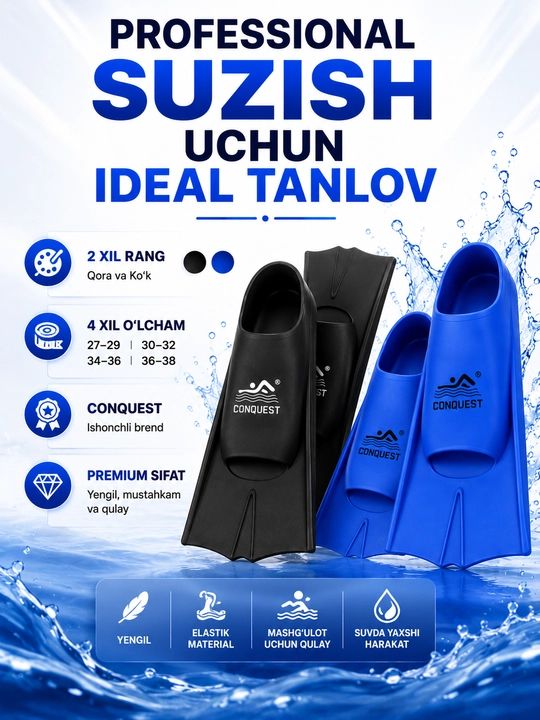 PROFESSIONAL
SUZISH
UCHUN
IDEAL TANLOV
2 XIL RANG
Qora va Ko‘k
4 XIL O‘LCHAM
27–29 | 30–32
34–36 | 36–38
CONQUEST
Ishonchli brend
PREMIUM SIFAT
Yengil, mustahkam
va qulay
®
CONQUEST
®
®
CONQUEST
®
CONQUEST
YENGIL
ELASTIK
MATERIAL
MASHG‘ULOT
UCHUN QULAY
SUVDA YAXSHI
HARAKAT